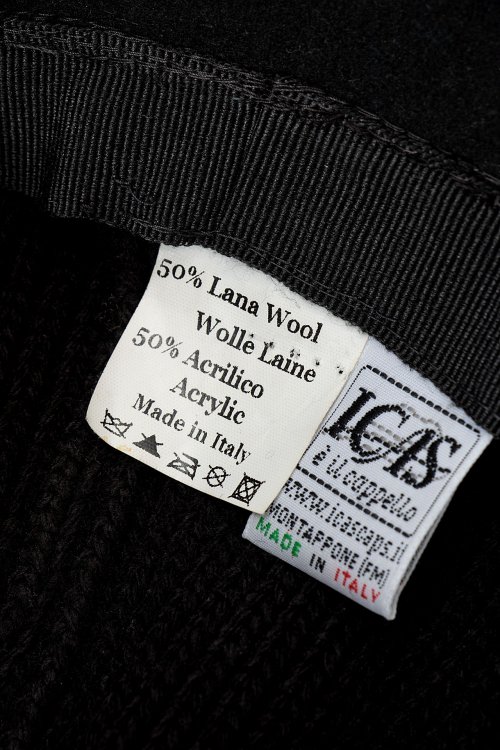 50% Lana Wool
Wolle Laine
50% Acrilico
Acrylic
Made in Italy
ICAS
è il cappello
www.icascaps.it
MONTAPPONE (FM)
MADE IN ITALY